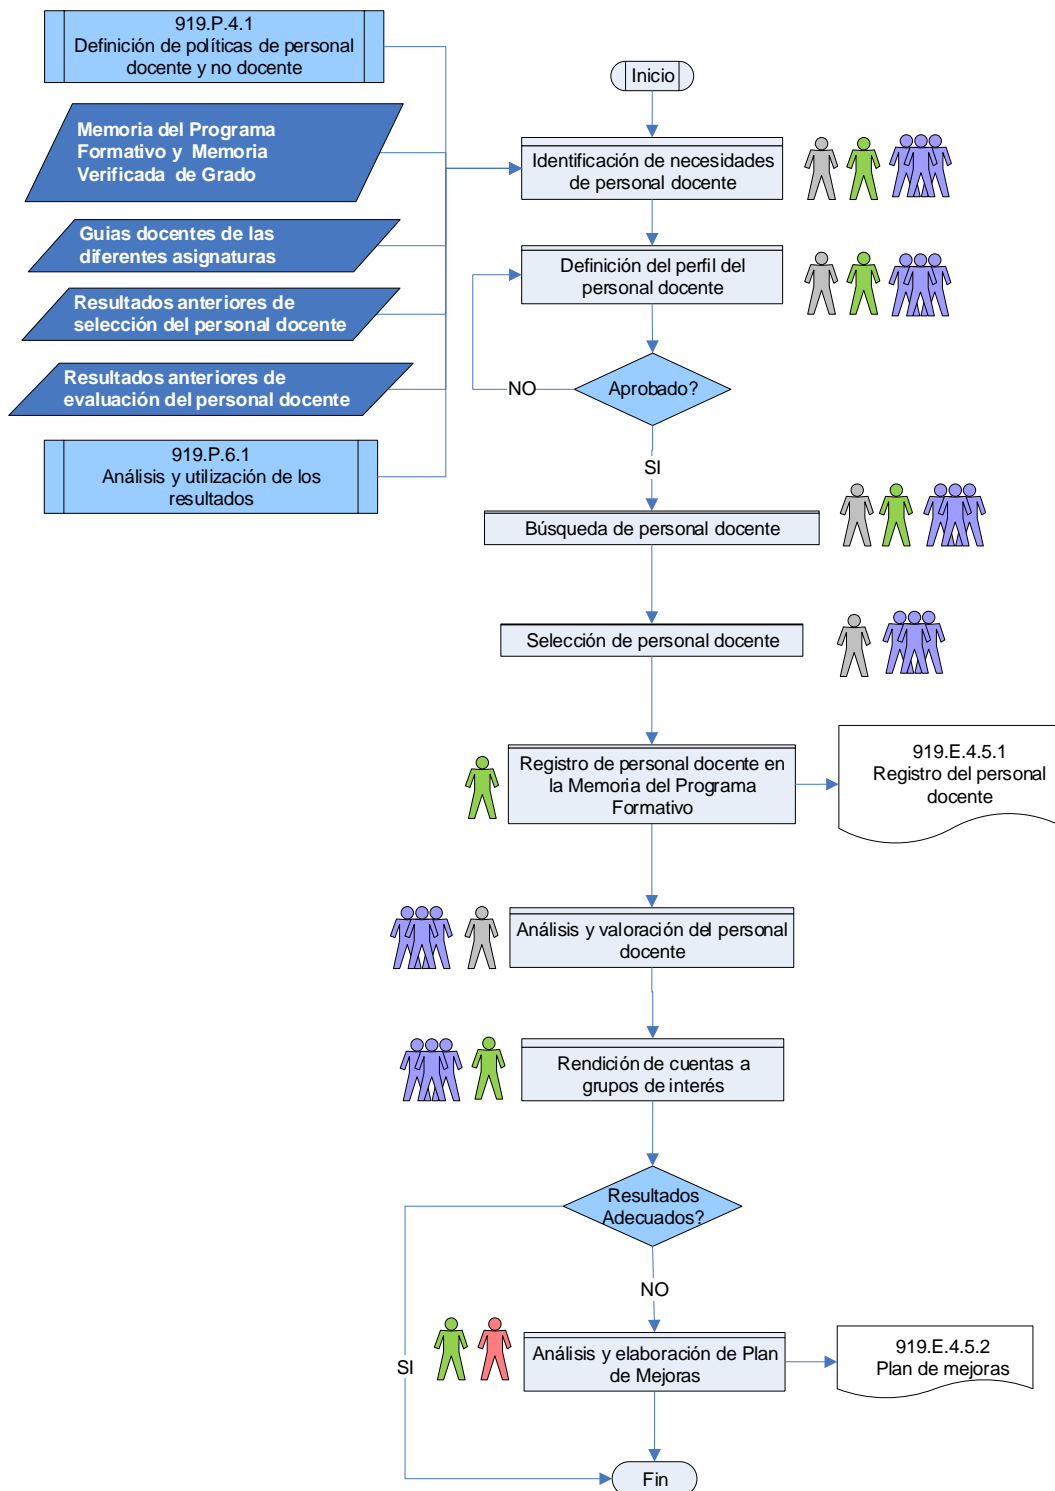 919.P.4.1
Definición de políticas de personal
docente y no docente
Memoria del Programa
Formativo y Memoria
Verificada de Grado
Guias docentes de las
diferentes asignaturas
Resultados anteriores de
selección del personal docente
Resultados anteriores de
evaluación del personal docente
919.P.6.1
Análisis y utilización de los
resultados
Inicio
Identificación de necesidades
de personal docente
Definición del perfil del
personal docente
NO
Aprobado?
SI
Búsqueda de personal docente
Selección de personal docente
Registro de personal docente en
la Memoria del Programa
Formativo
919.E.4.5.1
Registro del personal
docente
Análisis y valoración del personal
docente
Rendición de cuentas a
grupos de interés
Resultados
Adecuados?
NO
SI
Análisis y elaboración de Plan
de Mejoras
919.E.4.5.2
Plan de mejoras
Fin